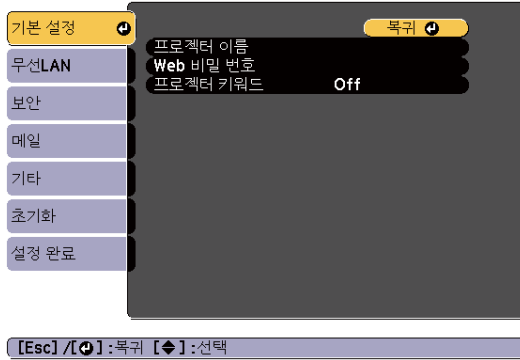 기본 설정
복귀
프로젝터 이름
무선LAN
Web 비밀 번호
프로젝터 키워드 Off
보안
메일
기타
초기화
설정 완료
[Esc] /[ ] :복귀 [ ] :선택